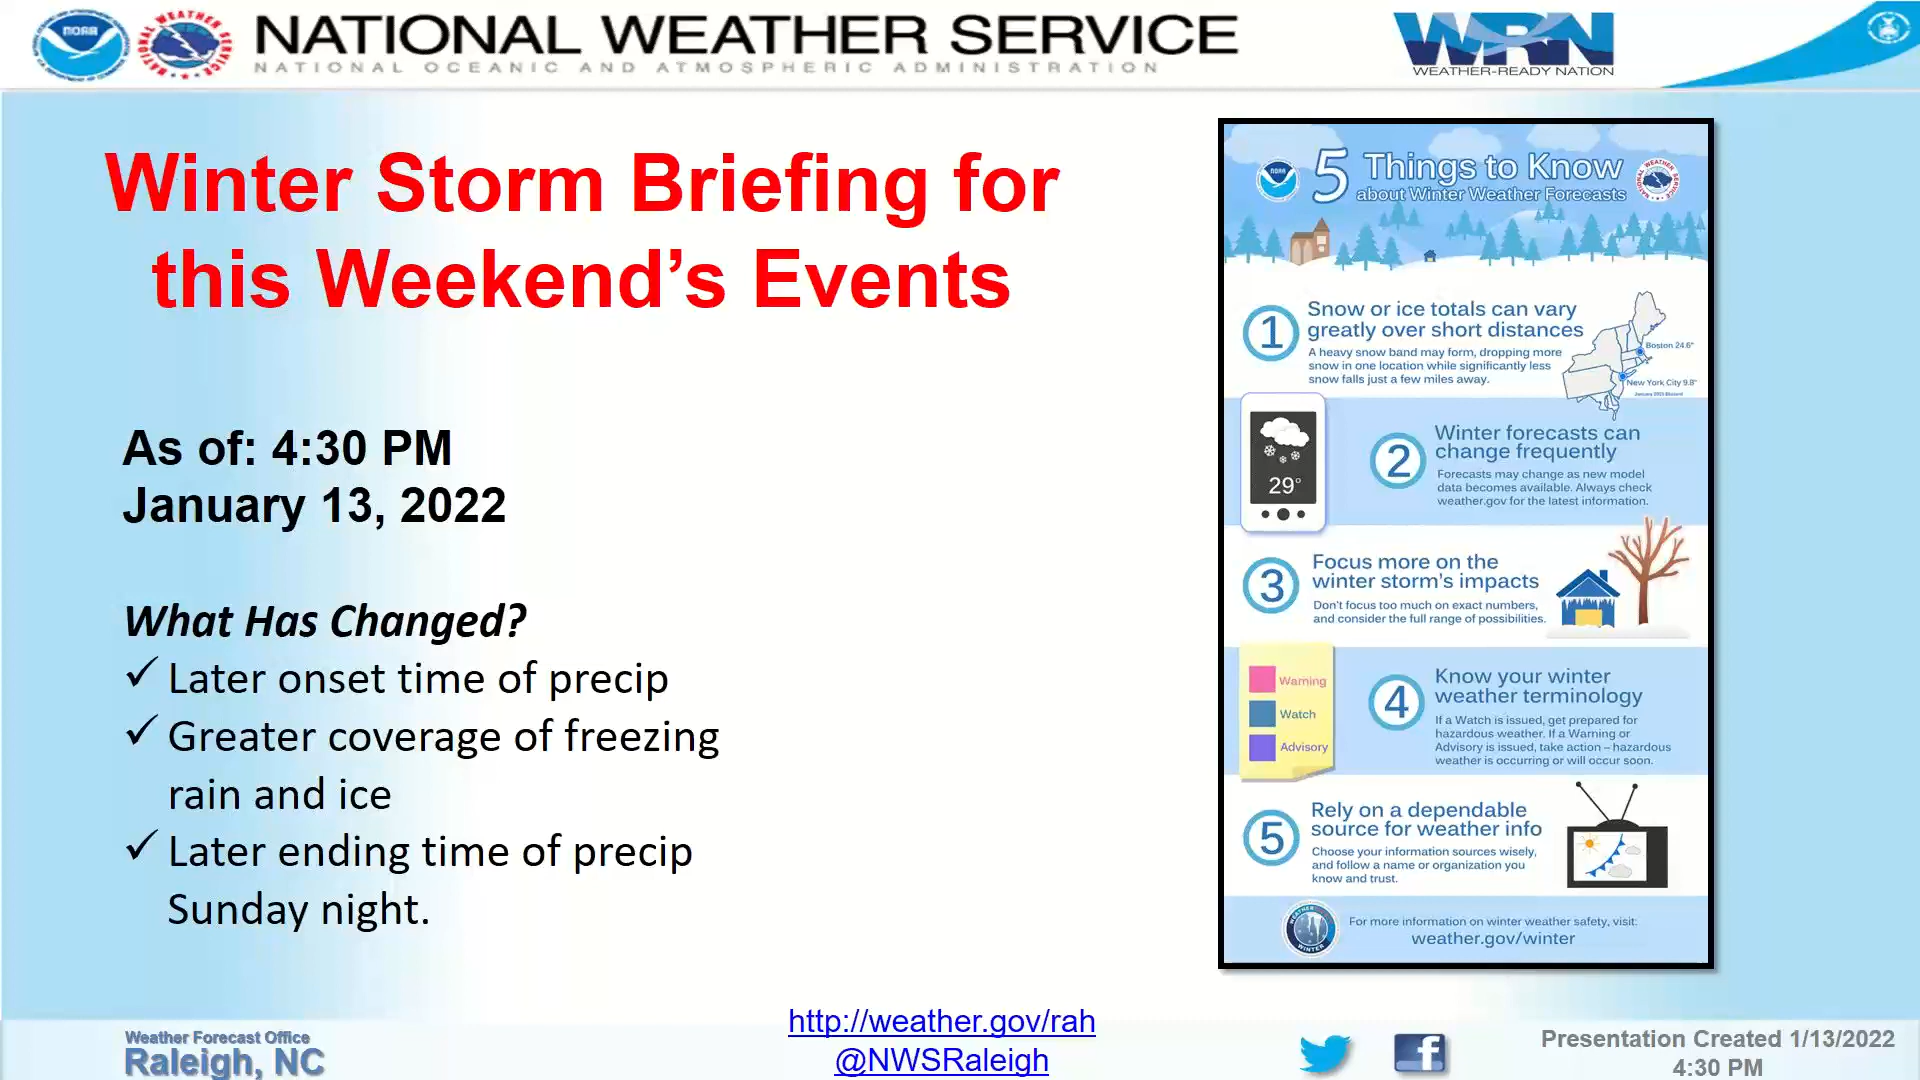 NOAA
NATIONAL WEATHER SERVICE
NATIONAL OCEANIC AND ATMOSPHERIC ADMINISTRATION
WRN
WEATHER-READY NATION
Winter Storm Briefing for
this Weekend’s Events
As of: 4:30 PM
January 13, 2022
What Has Changed?
✓ Later onset time of precip
✓ Greater coverage of freezing
rain and ice
✓ Later ending time of precip
Sunday night.
NOAA
5 Things to Know
about Winter Weather Forecasts
1
Snow or ice totals can vary
greatly over short distances
A heavy snow band may form, dropping more
snow in one location while significantly less
snow falls just a few miles away.
Boston 24.6"
New York City 9.8"
January 2015 Blizzard
29°
2
Winter forecasts can
change frequently
Forecasts may change as new model
data becomes available. Always check
weather.gov for the latest information.
3
Focus more on the
winter storm's impacts
Don't focus too much on exact numbers,
and consider the full range of possibilities.
Warning
Watch
Advisory
4
Know your winter
weather terminology
If a Watch is issued, get prepared for
hazardous weather. If a Warning or
Advisory is issued, take action – hazardous
weather is occurring or will occur soon.
5
Rely on a dependable
source for weather info
Choose your information sources wisely,
and follow a name or organization you
know and trust.
WEATHER
WINTER
For more information on winter weather safety, visit:
weather.gov/winter
Weather Forecast Office
Raleigh, NC
http://weather.gov/rah
@NWSRaleigh
Presentation Created 1/13/2022
4:30 PM